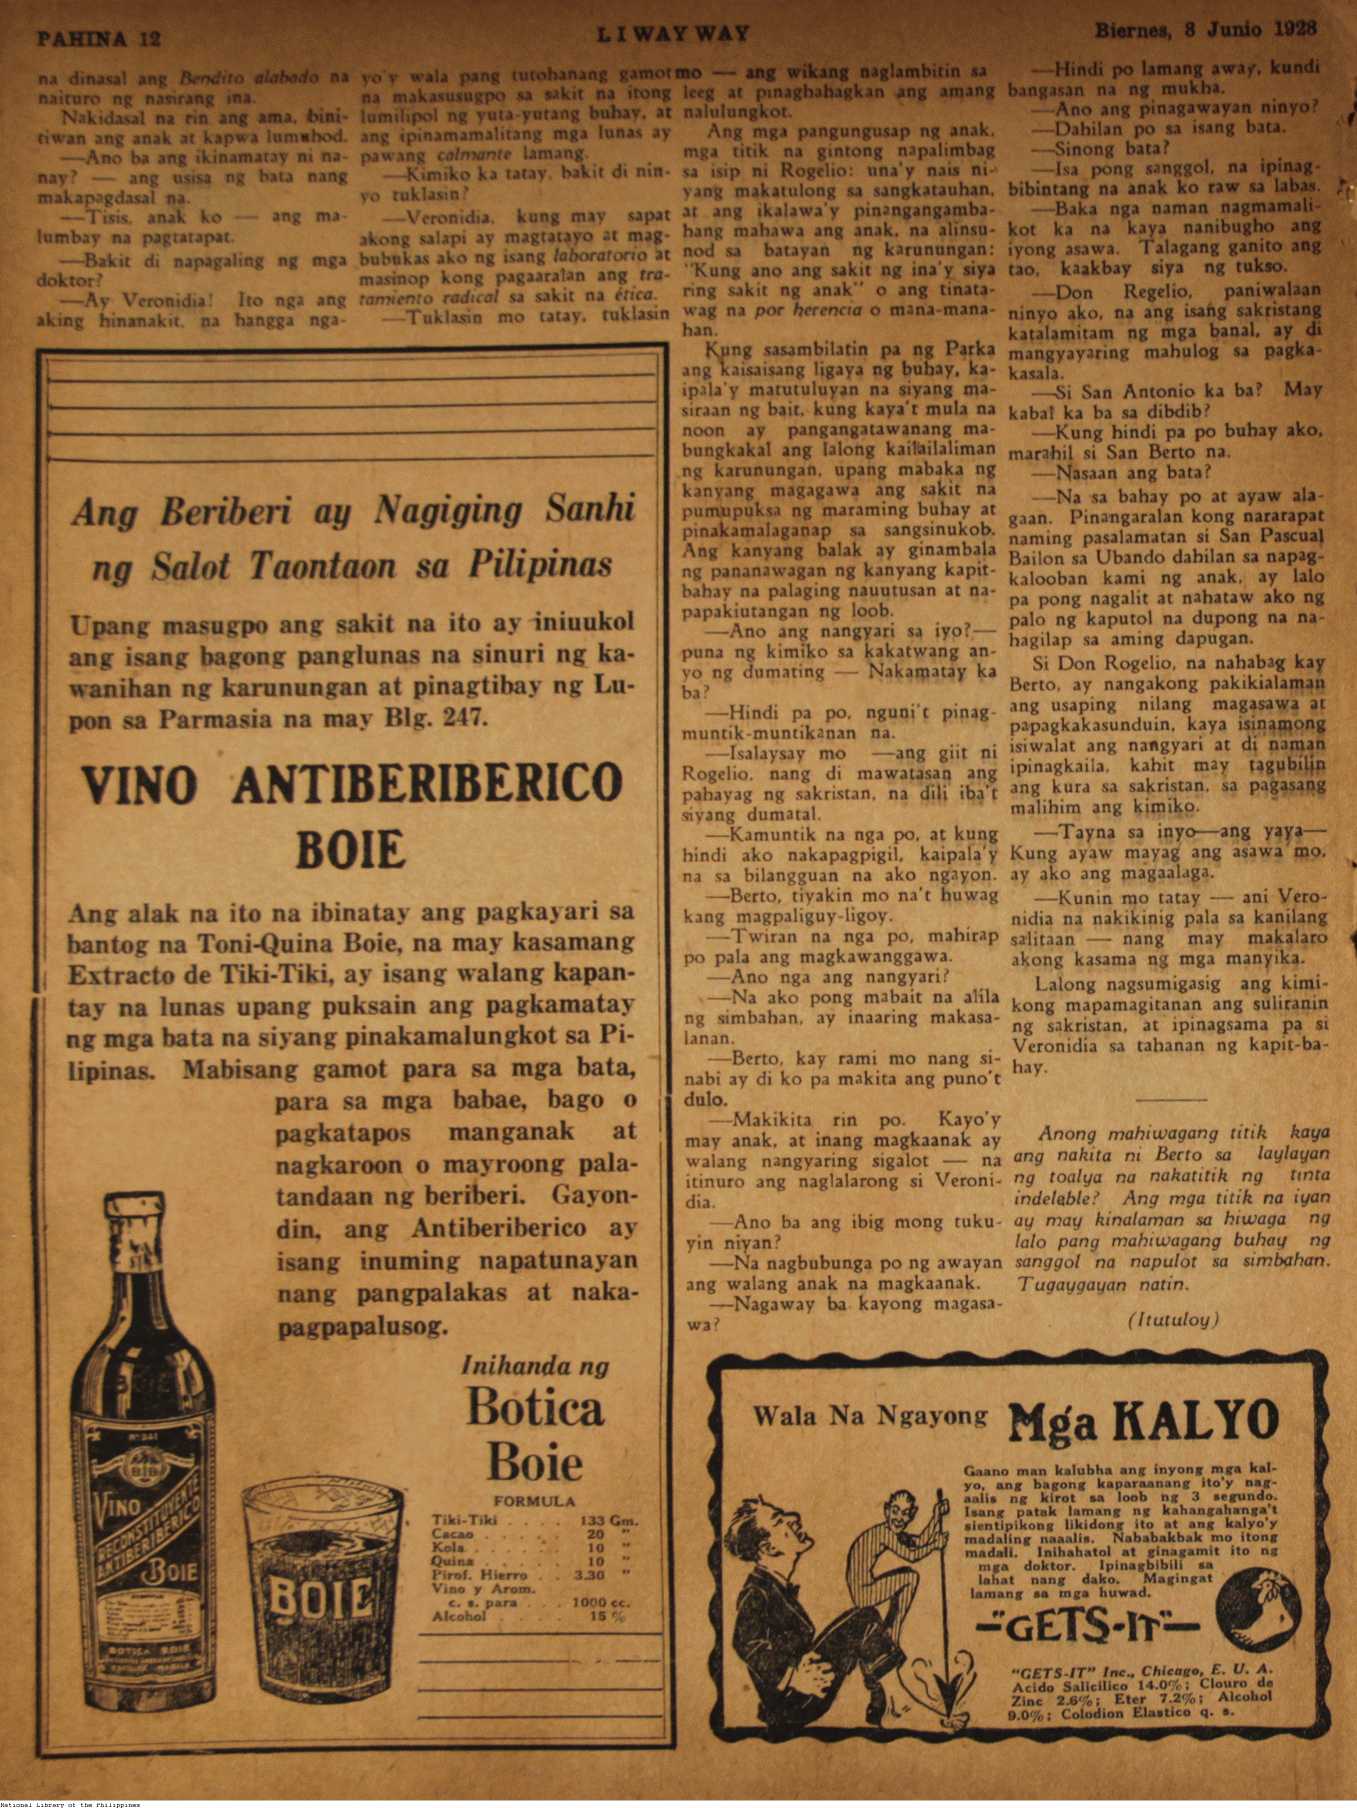 PAHINA 12
LIWAYWAY
Biernes, 8 Junio 1928
na dinasal ang Bendito alabado na
naituro ng nasirang ina.
Nakidasal na rin ang ama, bini-
tiwan ang anak at kapwa lumuhod.
—Ano ba ang ikinamatay ni na-
nay? — ang usisa ng bata nang
makapagdasal na.
—Tisis, anak ko — ang ma-
lumbay na pagtatapat.
—Bakit di napagaling ng mga
doktor?
—Ay Veronidia! Ito nga ang
aking hinanakit, na hangga nga-
yo'y wala pang tutohanang gamot
na makasusugpo sa sakit na itong
lumilipol ng yuta-yutang buhay, at
ang ipinamamalitang mga lunas ay
pawang calmante lamang.
—Kimiko ka tatay, bakit di nin-
yo tuklasin?
—Veronidia, kung may sapat
akong salapi ay magtatayo at mag-
bubukas ako ng isang laboratorio at
masinop kong pagaaralan ang tra-
tamiento radical sa sakit na ética.
—Tuklasin mo tatay, tuklasin
mo — ang wikang naglambitin sa
leeg at pinaghahagkan ang amang
nalulungkot.
Ang mga pangungusap ng anak,
mga titik na gintong napalimbag
sa isip ni Rogelio: una'y nais ni-
yang makatulong sa sangkatauhan,
at ang ikalawa'y pinangangamba-
hang mahawa ang anak, na alinsu-
nod sa batayan ng karunungan:
"Kung ano ang sakit ng ina'y siya
ring sakit ng anak" o ang tinata-
wag na por herencia o mana-mana-
han.
Kung sasambilatin pa ng Parka
ang kaisaisang ligaya ng buhay, ka-
ipala'y matutuluyan na siyang ma-
siraan ng bait, kung kaya't mula na
noon ay pangangatawanang ma-
bungkakal ang lalong kailailaliman
ng karunungan, upang mabaka ng
kanyang magagawa ang sakit na
pumupuksa ng maraming buhay at
pinakamalaganap sa sangsinukob.
Ang kanyang balak ay ginambala
ng pananawagan ng kanyang kapit-
bahay na palaging nauutusan at na-
papakiutangan ng loob.
—Ano ang nangyari sa iyo?—
puna ng kimiko sa kakatwang an-
yo ng dumating — Nakamatay ka
ba?
—Hindi pa po, nguni't pinag-
muntik-muntikanan na.
—Isalaysay mo —ang giit ni
Rogelio, nang di mawatasan ang
pahayag ng sakristan, na dili iba't
siyang dumatal.
—Kamuntik na nga po, at kung
hindi ako nakapagpigil, kaipala'y
na sa bilangguan na ako ngayon.
—Berto, tiyakin mo na't huwag
kang magpaliguy-ligoy.
—Twiran na nga po, mahirap
po pala ang magkawanggawa.
—Ano nga ang nangyari?
—Na ako pong mabait na alila
ng simbahan, ay inaaring makasa-
lanan.
—Berto, kay rami mo nang si-
nabi ay di ko pa makita ang puno't
dulo.
—Makikita rin po. Kayo'y
may anak, at inang magkaanak ay
walang nangyaring sigalot — na
itinuro ang naglalarong si Veroni-
dia.
—Ano ba ang ibig mong tuku-
yin niyan?
—Na nagbubunga po ng awayan
ang walang anak na magkaanak.
—Nagaway ba kayong magasa-
wa?
—Hindi po lamang away, kundi
bangasan na ng mukha.
—Ano ang pinagawayan ninyo?
—Dahilan po sa isang bata.
—Sinong bata?
—Isa pong sanggol, na ipinag-
bibintang na anak ko raw sa labas.
—Baka nga naman nagmamali-
kot ka na kaya nanibugho ang
iyong asawa. Talagang ganito ang
tao, kaakbay siya ng tukso.
—Don Regelio, paniwalaan
ninyo ako, na ang isang sakristang
katalamitam ng mga banal, ay di
mangyayaring mahulog sa pagka-
kasala.
—Si San Antonio ka ba? May
kabal ka ba sa dibdib?
—Kung hindi pa po buhay ako,
marahil si San Berto na.
—Nasaan ang bata?
—Na sa bahay po at ayaw ala-
gaan. Pinangaralan kong nararapat
naming pasalamatan si San Pascual
Bailon sa Ubando dahilan sa napag-
kalooban kami ng anak, ay lalo
pa pong nagalit at nahataw ako ng
palo ng kaputol na dupong na na-
hagilap sa aming dapugan.
Si Don Rogelio, na nahabag kay
Berto, ay nangakong pakikialaman
ang usaping nilang magasawa at
papagkakasunduin, kaya isinamong
isiwalat ang nangyari at di naman
ipinagkaila, kahit may tagubilin
ang kura sa sakristan, sa pagasang
malihim ang kimiko.
—Tayna sa inyo—ang yaya—
Kung ayaw mayag ang asawa mo,
ay ako ang magaalaga.
—Kunin mo tatay — ani Vero-
nidia na nakikinig pala sa kanilang
salitaan — nang may makalaro
akong kasama ng mga manyika.
Lalong nagsumigasig ang kimi-
kong mapamagitanan ang suliranin
ng sakristan, at ipinagsama pa si
Veronidia sa tahanan ng kapit-ba-
hay.
Anong mahiwagang titik kaya
ang nakita ni Berto sa laylayan
ng toalya na nakatitik ng tinta
indelable? Ang mga titik na iyan
ay may kinalaman sa hiwaga ng
lalo pang mahiwagang buhay ng
sanggol na napulot sa simbahan.
Tugaygayan natin.
(Itutuloy)
Ang Beriberi ay Nagiging Sanhi
ng Salot Taontaon sa Pilipinas
Upang masugpo ang sakit na ito ay iniuukol
ang isang bagong panglunas na sinuri ng ka-
wanihan ng karunungan at pinagtibay ng Lu-
pon sa Parmasia na may Blg. 247.
VINO ANTIBERIBERICO
BOIE
Ang alak na ito na ibinatay ang pagkayari sa
bantog na Toni-Quina Boie, na may kasamang
Extracto de Tiki-Tiki, ay isang walang kapan-
tay na lunas upang puksain ang pagkamatay
ng mga bata na siyang pinakamalungkot sa Pi-
lipinas. Mabisang gamot para sa mga bata,
para sa mga babae, bago o
pagkatapos manganak at
nagkaroon o mayroong pala-
tandaan ng beriberi. Gayon-
din, ang Antiberiberico ay
isang inuming napatunayan
nang pangpalakas at naka-
pagpapalusog.
Inihanda ng
Botica
Boie
FORMULA
Tiki-Tiki . . . . 133 Gm.
Cacao . . . . . . 20 "
Kola . . . . . . 10 "
Quina . . . . . 10 "
Pirof. Hierro . . 3.30 "
Vino y Arom.
c. s. para . . . 1000 cc.
Alcohol . . . . . 15 %
BOIE
VINO
RECONSTITUYENTE
ANTIBERIBERICO
BOIE
BOTICA BOIE
BOIE
Wala Na Ngayong Mga KALYO
Gaano man kalubha ang inyong mga kal-
yo, ang bagong kaparaanang ito'y nag-
aalis ng kirot sa loob ng 3 segundo.
Isang patak lamang ng kahangahanga't
sientipikong likidong ito at ang kalyo'y
madaling naaalis. Nababakbak mo itong
madali. Inihahatol at ginagamit ito ng
mga doktor. Ipinagbibili sa
lahat nang dako. Magingat
lamang sa mga huwad.
-"GETS-IT"-
"GETS-IT" Inc., Chicago, E. U. A.
Acido Salicilico 14.0%; Clouro de
Zinc 2.6%; Eter 7.2%; Alcohol
9.0%; Colodion Elastico q. s.
National Library of the Philippines